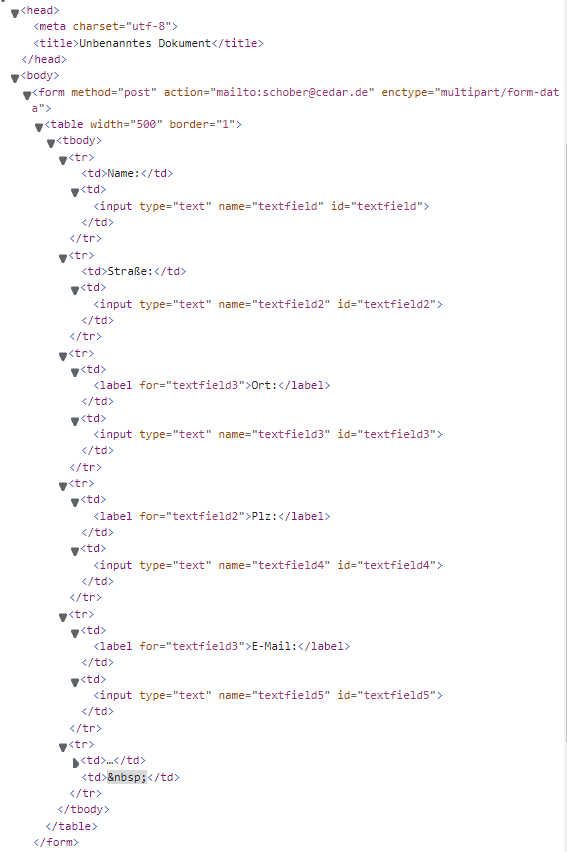 <head>
<meta charset="utf-8">
<title>Unbenanntes Dokument</title>
</head>
<body>
<form method="post" action="mailto:schober@cedar.de" enctype="multipart/form-dat
a">
<table width="500" border="1">
<tbody>
<tr>
<td>Name:</td>
<td>
<input type="text" name="textfield" id="textfield">
</td>
</tr>
<tr>
<td>Straße:</td>
<td>
<input type="text" name="textfield2" id="textfield2">
</td>
</tr>
<tr>
<td>
<label for="textfield3">Ort:</label>
</td>
<td>
<input type="text" name="textfield3" id="textfield3">
</td>
</tr>
<tr>
<td>
<label for="textfield2">Plz:</label>
</td>
<td>
<input type="text" name="textfield4" id="textfield4">
</td>
</tr>
<tr>
<td>
<label for="textfield3">E-Mail:</label>
</td>
<td>
<input type="text" name="textfield5" id="textfield5">
</td>
</tr>
<tr>
<td>…</td>
<td>&nbsp;</td>
</tr>
</tbody>
</table>
</form>